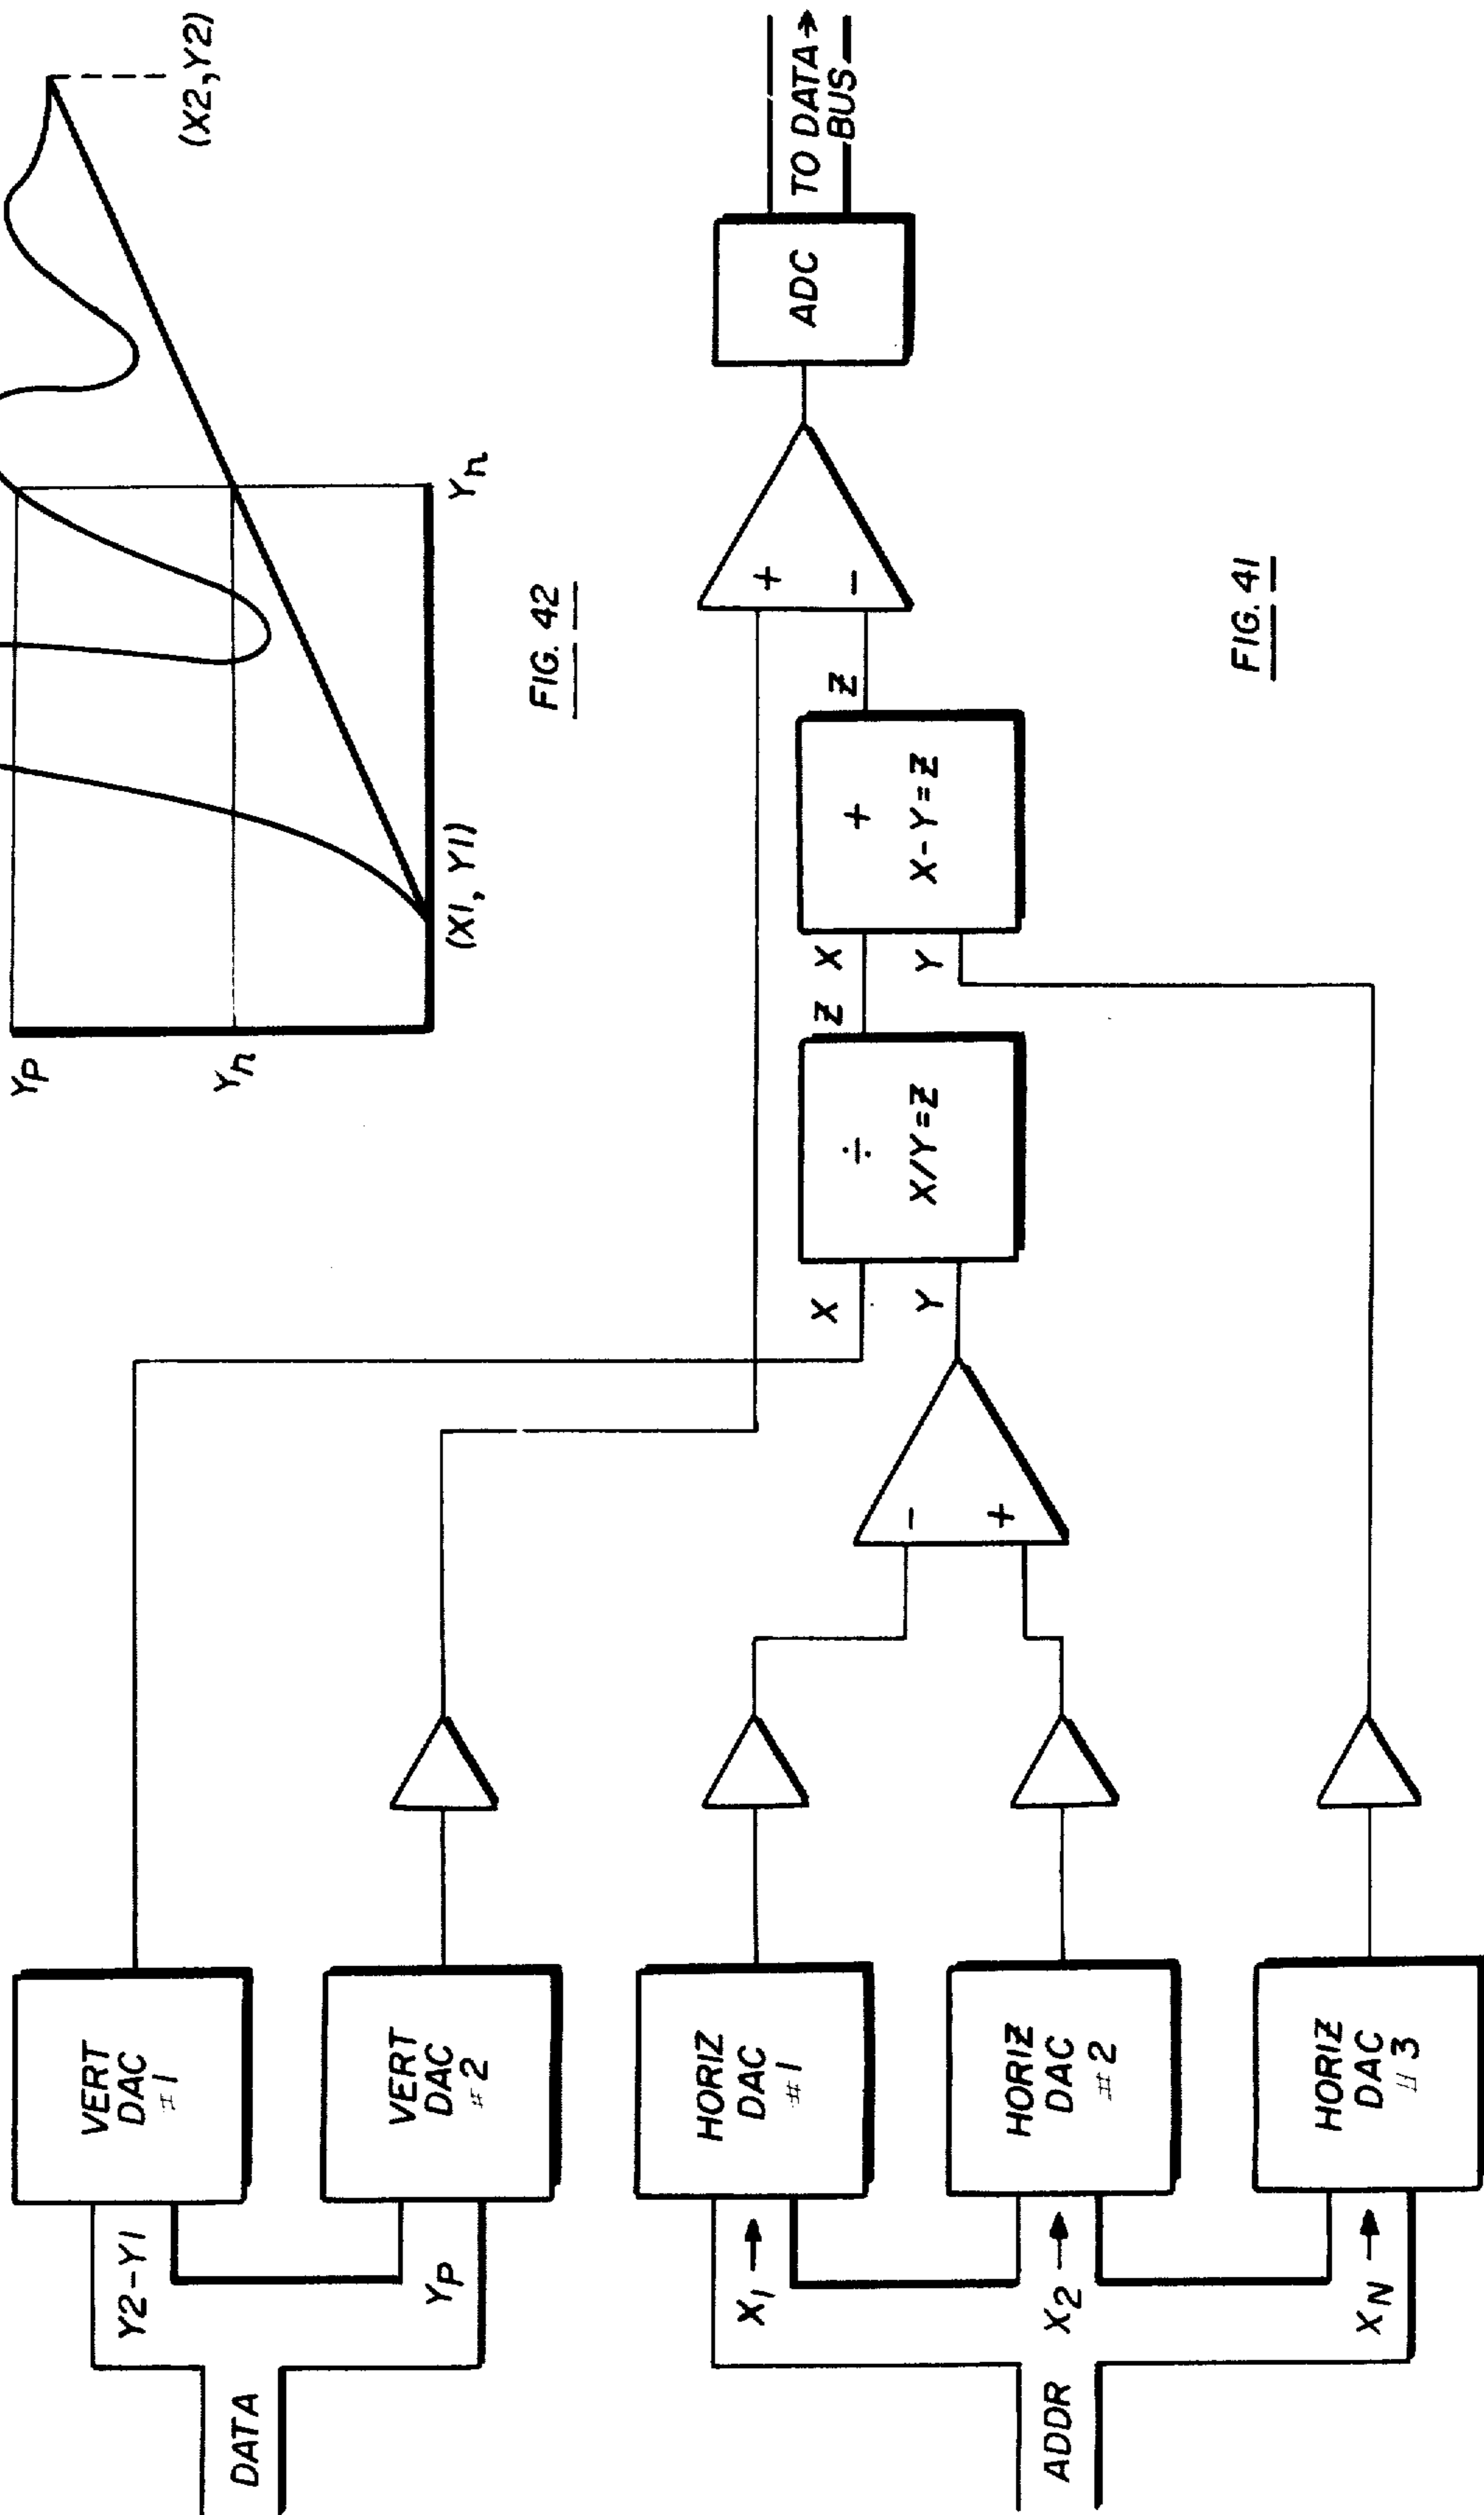 YP
Yn
(X1, Y1)
Yn
(X2,Y2)
FIG. 42
DATA
Y2-Y1
YP
VERT
DAC
#1
VERT
DAC
#2
ADDR
X1
X2
XN
HORIZ
DAC
#1
HORIZ
DAC
#2
HORIZ
DAC
#3
-
+
X
Y
÷
X/Y=Z
Z
X
Y
+
X-Y=Z
Z
+
-
ADC
TO DATA
BUS
FIG. 41